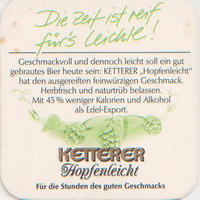 Die Zeit ist reif
für's Leichte!
Geschmackvoll und dennoch leicht soll ein gut
gebrautes Bier heute sein: KETTERER „Hopfenleicht"
hat den ausgereiften feinwürzigen Geschmack.
Herbfrisch und naturtrüb belassen.
Mit 45 % weniger Kalorien und Alkohol
als Edel-Export.
KETTERER
Hopfenleicht
Für die Stunden des guten Geschmacks